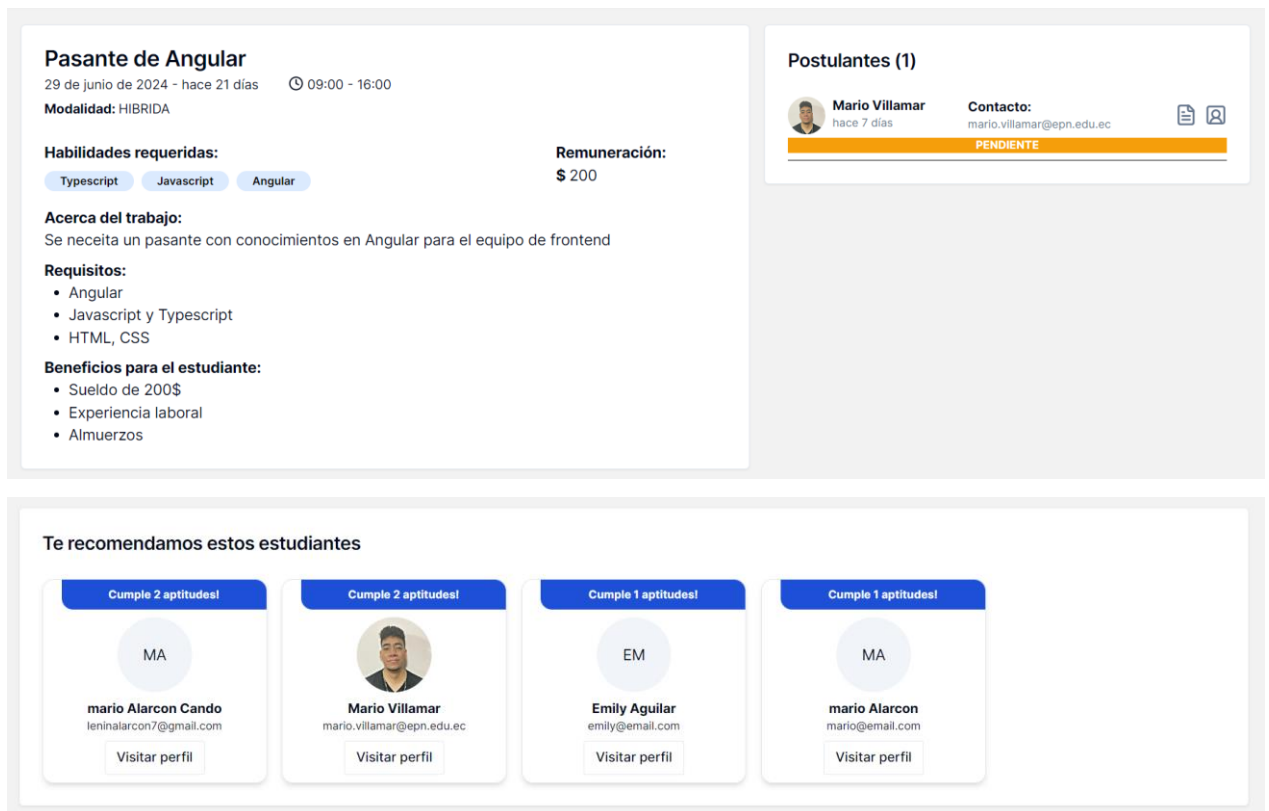 Pasante de Angular
29 de junio de 2024 - hace 21 días 09:00 - 16:00
Modalidad: HIBRIDA
Habilidades requeridas:
Typescript Javascript Angular
Remuneración:
$ 200
Acerca del trabajo:
Se neceita un pasante con conocimientos en Angular para el equipo de frontend
Requisitos:
• Angular
• Javascript y Typescript
• HTML, CSS
Beneficios para el estudiante:
• Sueldo de 200$
• Experiencia laboral
• Almuerzos
Postulantes (1)
Mario Villamar
hace 7 días
Contacto:
mario.villamar@epn.edu.ec
PENDIENTE
Te recomendamos estos estudiantes
Cumple 2 aptitudes!
MA
mario Alarcon Cando
leninalarcon7@gmail.com
Visitar perfil
Cumple 2 aptitudes!
Mario Villamar
mario.villamar@epn.edu.ec
Visitar perfil
Cumple 1 aptitudes!
EM
Emily Aguilar
emily@email.com
Visitar perfil
Cumple 1 aptitudes!
MA
mario Alarcon
mario@email.com
Visitar perfil